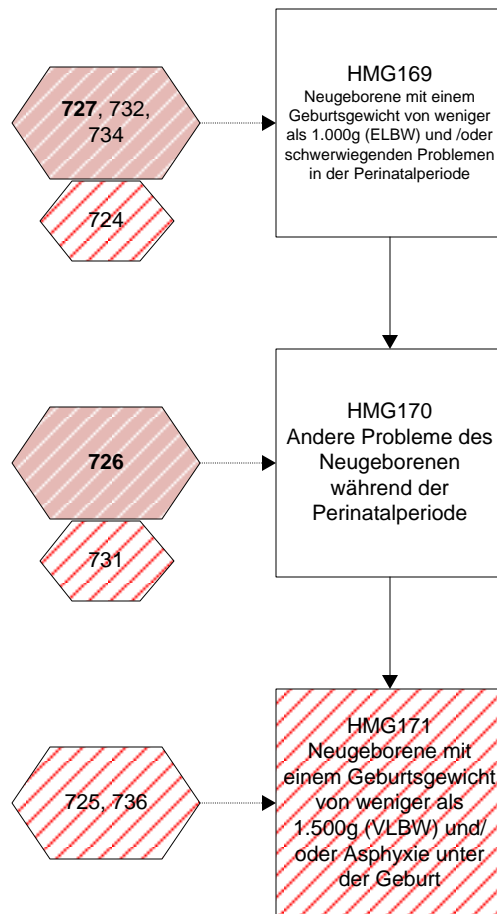 727, 732,
734
724
HMG169
Neugeborene mit einem
Geburtsgewicht von weniger
als 1.000g (ELBW) und /oder
schwerwiegenden Problemen
in der Perinatalperiode
726
731
HMG170
Andere Probleme des
Neugeborenen
während der
Perinatalperiode
725, 736
HMG171
Neugeborene mit
einem Geburtsgewicht
von weniger als
1.500g (VLBW) und/
oder Asphyxie unter
der Geburt